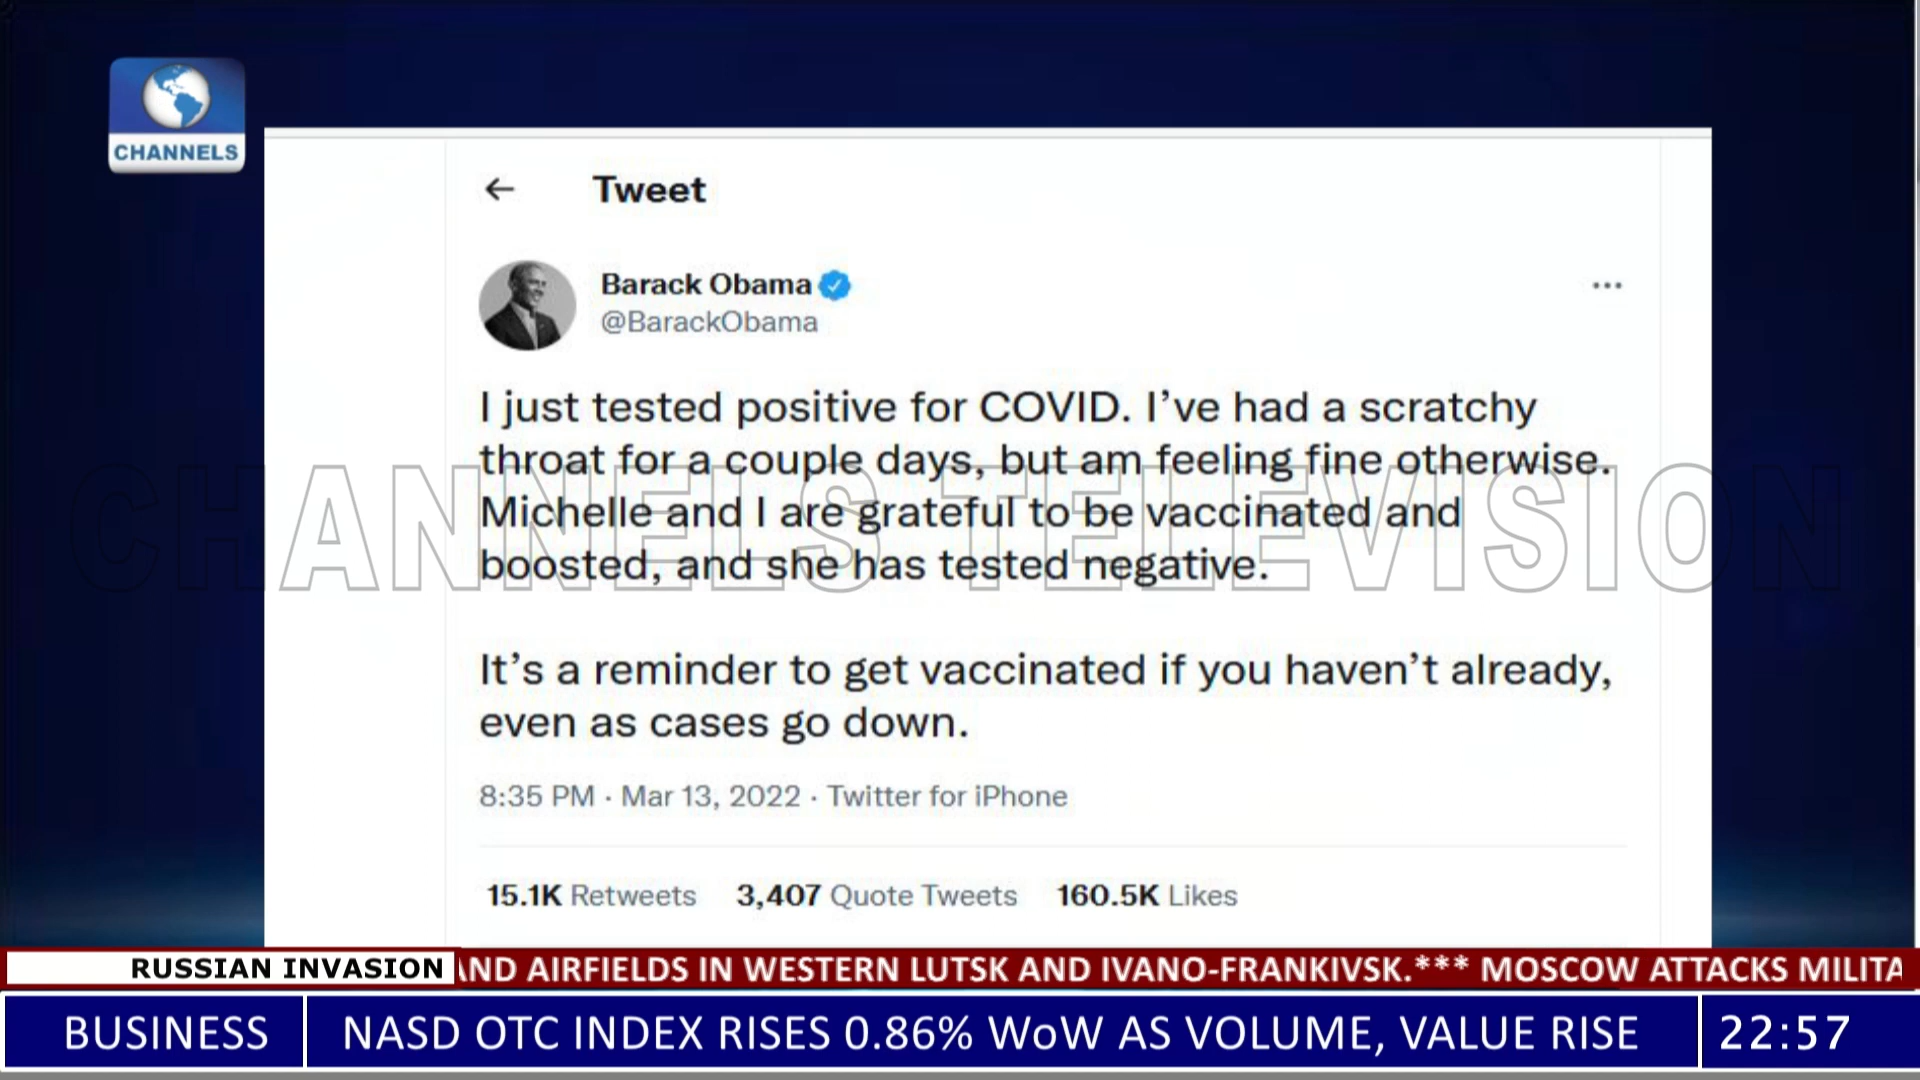 CHANNELS
Tweet
Barack Obama
@BarackObama
I just tested positive for COVID. I’ve had a scratchy
throat for a couple days, but am feeling fine otherwise.
Michelle and I are grateful to be vaccinated and
boosted, and she has tested negative.
CHANNELS TELEVISION
It’s a reminder to get vaccinated if you haven’t already,
even as cases go down.
8:35 PM · Mar 13, 2022 · Twitter for iPhone
15.1K Retweets 3,407 Quote Tweets 160.5K Likes
RUSSIAN INVASION AND AIRFIELDS IN WESTERN LUTSK AND IVANO-FRANKIVSK.*** MOSCOW ATTACKS MILITA
BUSINESS NASD OTC INDEX RISES 0.86% WoW AS VOLUME, VALUE RISE 22:57